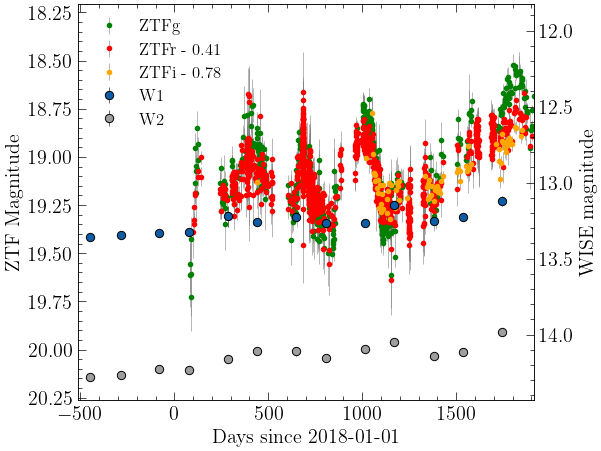 ZTFg
ZTFr - 0.41
ZTFi - 0.78
W1
W2
18.25
18.50
18.75
19.00
19.25
19.50
19.75
20.00
20.25
ZTF Magnitude
12.0
12.5
13.0
13.5
14.0
WISE magnitude
−500
0
500
1000
1500
Days since 2018-01-01